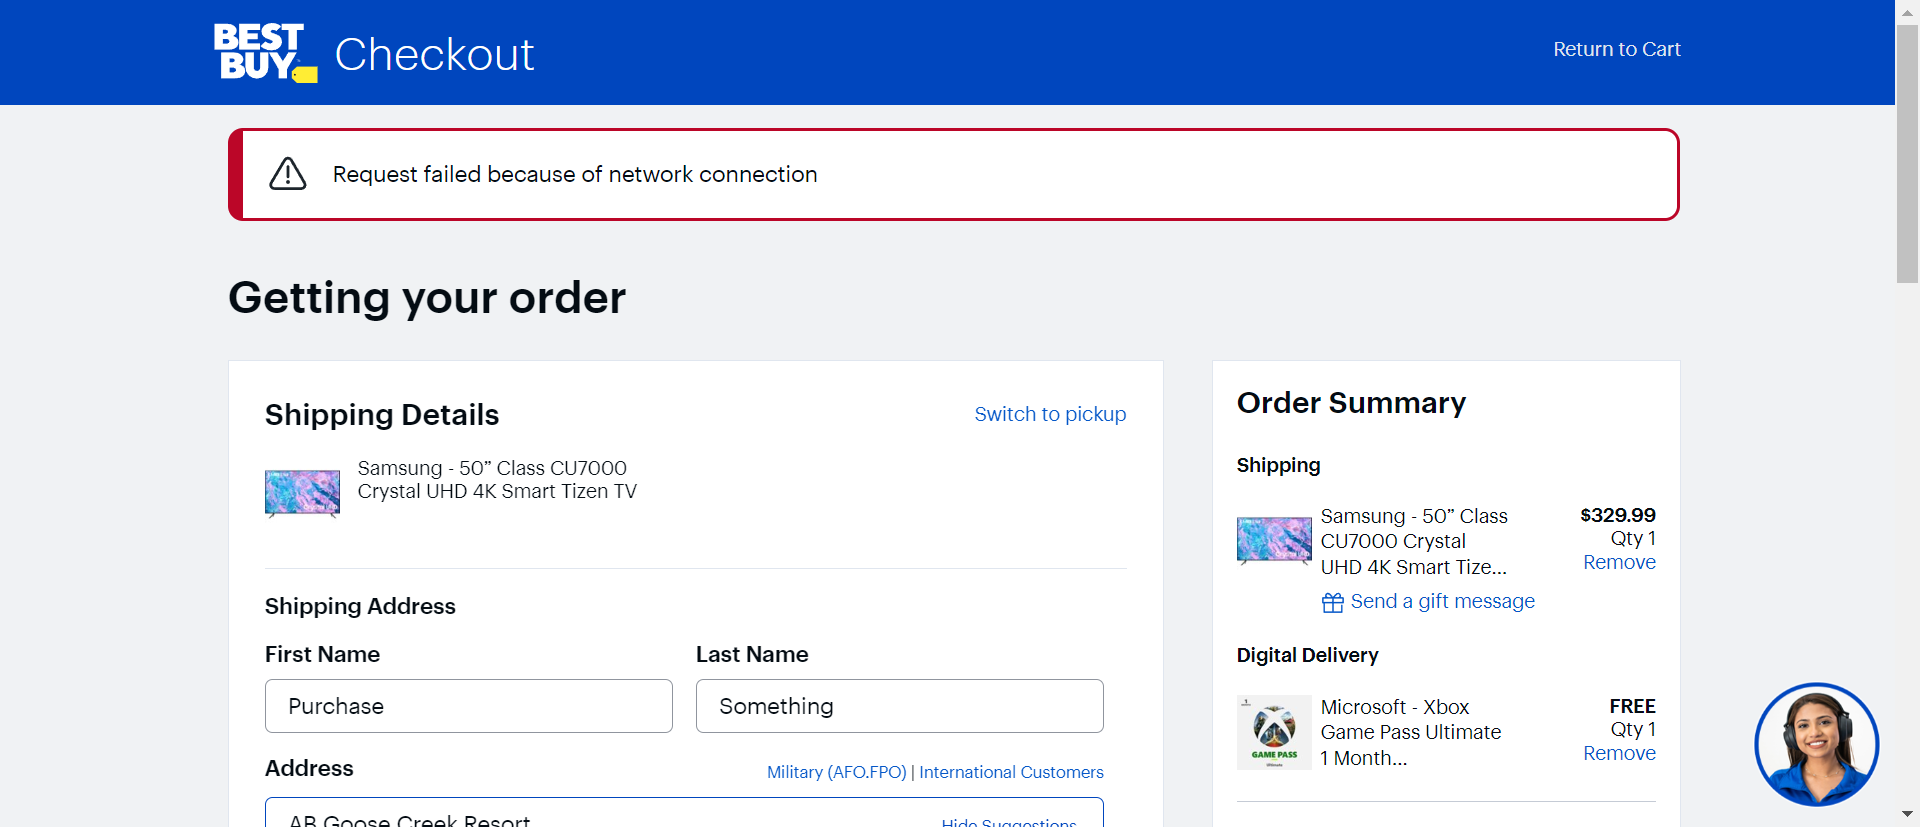 BEST BUY
Checkout
Return to Cart
Request failed because of network connection
Getting your order
Shipping Details
Switch to pickup
Samsung - 50” Class CU7000
Crystal UHD 4K Smart Tizen TV
Shipping Address
First Name
Last Name
Purchase
Something
Address
Military (AFO.FPO) | International Customers
AB Goose Creek Resort
Hide Suggestions
Order Summary
Shipping
Samsung - 50” Class
CU7000 Crystal
UHD 4K Smart Tize...
$329.99
Qty 1
Remove
Send a gift message
Digital Delivery
Microsoft - Xbox
Game Pass Ultimate
1 Month...
FREE
Qty 1
Remove
GAME PASS
Ultimate